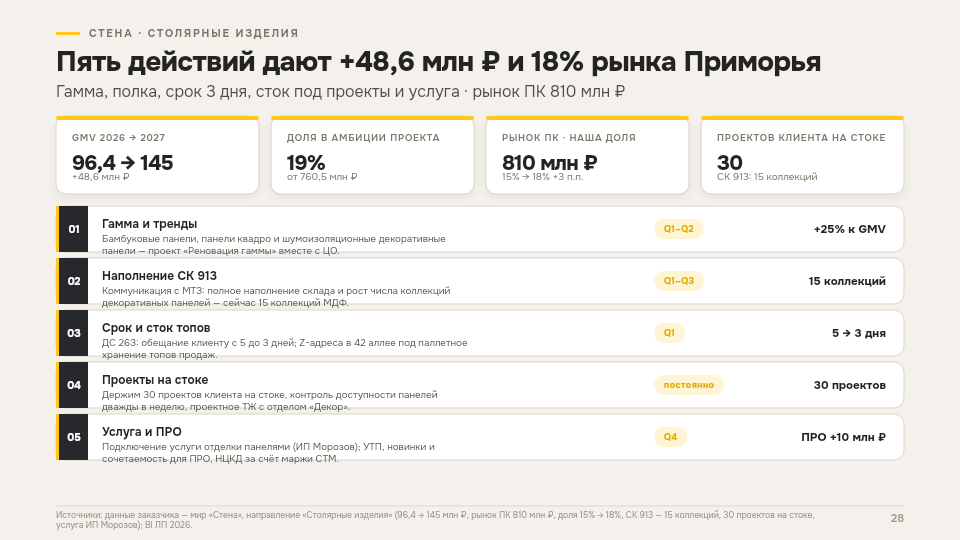 СТЕНА · СТОЛЯРНЫЕ ИЗДЕЛИЯ
Пять действий дают +48,6 млн ₽ и 18% рынка Приморья
Гамма, полка, срок 3 дня, сток под проекты и услуга · рынок ПК 810 млн ₽
GMV 2026 → 2027
96,4 → 145
+48,6 млн ₽
ДОЛЯ В АМБИЦИИ ПРОЕКТА
19%
от 760,5 млн ₽
РЫНОК ПК · НАША ДОЛЯ
810 млн ₽
15% → 18% +3 п.п.
ПРОЕКТОВ КЛИЕНТА НА СТОКЕ
30
СК 913: 15 коллекций
01
Гамма и тренды
Бамбуковые панели, панели квадро и шумоизоляционные декоративные
панели — проект «Реновация гаммы» вместе с ЦО.
Q1–Q2
+25% к GMV
02
Наполнение СК 913
Коммуникация с МТЗ: полное наполнение склада и рост числа коллекций
декоративных панелей — сейчас 15 коллекций МДФ.
Q1–Q3
15 коллекций
03
Срок и сток топов
ДС 263: обещание клиенту с 5 до 3 дней; Z-адреса в 42 аллее под паллетное
хранение топов продаж.
Q1
5 → 3 дня
04
Проекты на стоке
Держим 30 проектов клиента на стоке, контроль доступности панелей
дважды в неделю, проектное ТЖ с отделом «Декор».
постоянно
30 проектов
05
Услуга и ПРО
Подключение услуги отделки панелями (ИП Морозов); УТП, новинки и
сочетаемость для ПРО, НЦКД за счёт маржи СТМ.
Q4
ПРО +10 млн ₽
Источники: данные заказчика — мир «Стена», направление «Столярные изделия» (96,4 → 145 млн ₽, рынок ПК 810 млн ₽, доля 15% → 18%, СК 913 — 15 коллекций, 30 проектов на стоке,
услуга ИП Морозов); BI ЛП 2026.
28